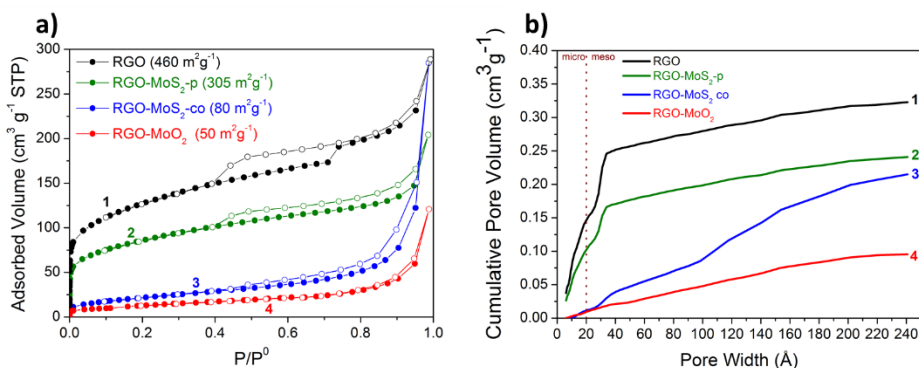 a)
Adsorbed Volume (cm³ g⁻¹ STP)
300
250
200
150
100
50
0
RGO (460 m²g⁻¹)
RGO-MoS₂-p (305 m²g⁻¹)
RGO-MoS₂-co (80 m²g⁻¹)
RGO-MoO₂ (50 m²g⁻¹)
1
2
3
4
0.0 0.2 0.4 0.6 0.8 1.0
P/P⁰
b)
Cumulative Pore Volume (cm³g⁻¹)
0.40
0.35
0.30
0.25
0.20
0.15
0.10
0.05
0.00
micro meso
RGO
RGO-MoS₂-p
RGO-MoS₂ co
RGO-MoO₂
1
2
3
4
0 20 40 60 80 100 120 140 160 180 200 220 240
Pore Width (Å)